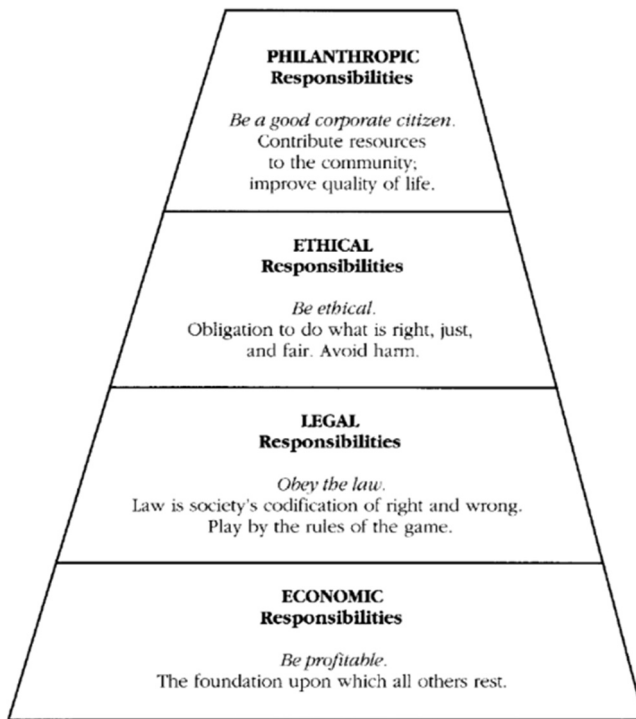 PHILANTHROPIC
Responsibilities
Be a good corporate citizen.
Contribute resources
to the community;
improve quality of life.
ETHICAL
Responsibilities
Be ethical.
Obligation to do what is right, just,
and fair. Avoid harm.
LEGAL
Responsibilities
Obey the law.
Law is society's codification of right and wrong.
Play by the rules of the game.
ECONOMIC
Responsibilities
Be profitable.
The foundation upon which all others rest.